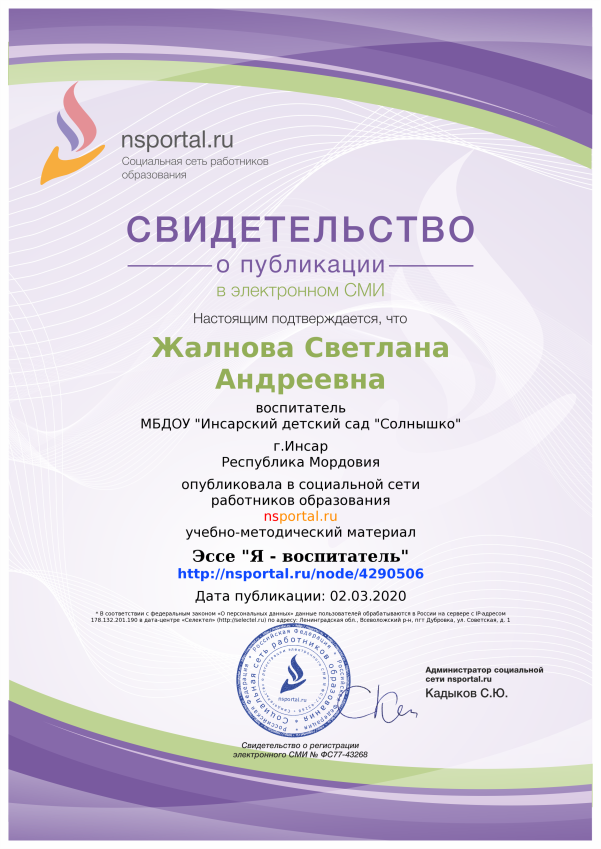 nsportal.ru
Социальная сеть работников
образования
СВИДЕТЕЛЬСТВО
о публикации
в электронном СМИ
Настоящим подтверждается, что
Жалнова Светлана
Андреевна
воспитатель
МБДОУ "Инсарский детский сад "Солнышко"
г.Инсар
Республика Мордовия
опубликовала в социальной сети
работников образования
nsportal.ru
учебно-методический материал
Эссе "Я - воспитатель"
http://nsportal.ru/node/4290506
Дата публикации: 02.03.2020
* В соответствии с федеральным законом «О персональных данных» данные пользователей обрабатываются в России на сервере с IP-адресом
178.132.201.190 в дата-центре «Селектел» (http://selectel.ru) по адресу: Ленинградская обл., Всеволожский р-н, пгт Дубровка, ул. Советская, д. 1
Российская Федерация
Социальная сеть работников образования
nsportal.ru
Администратор социальной
сети nsportal.ru
Кадыков С.Ю.
Свидетельство о регистрации
электронного СМИ № ФС77-43268